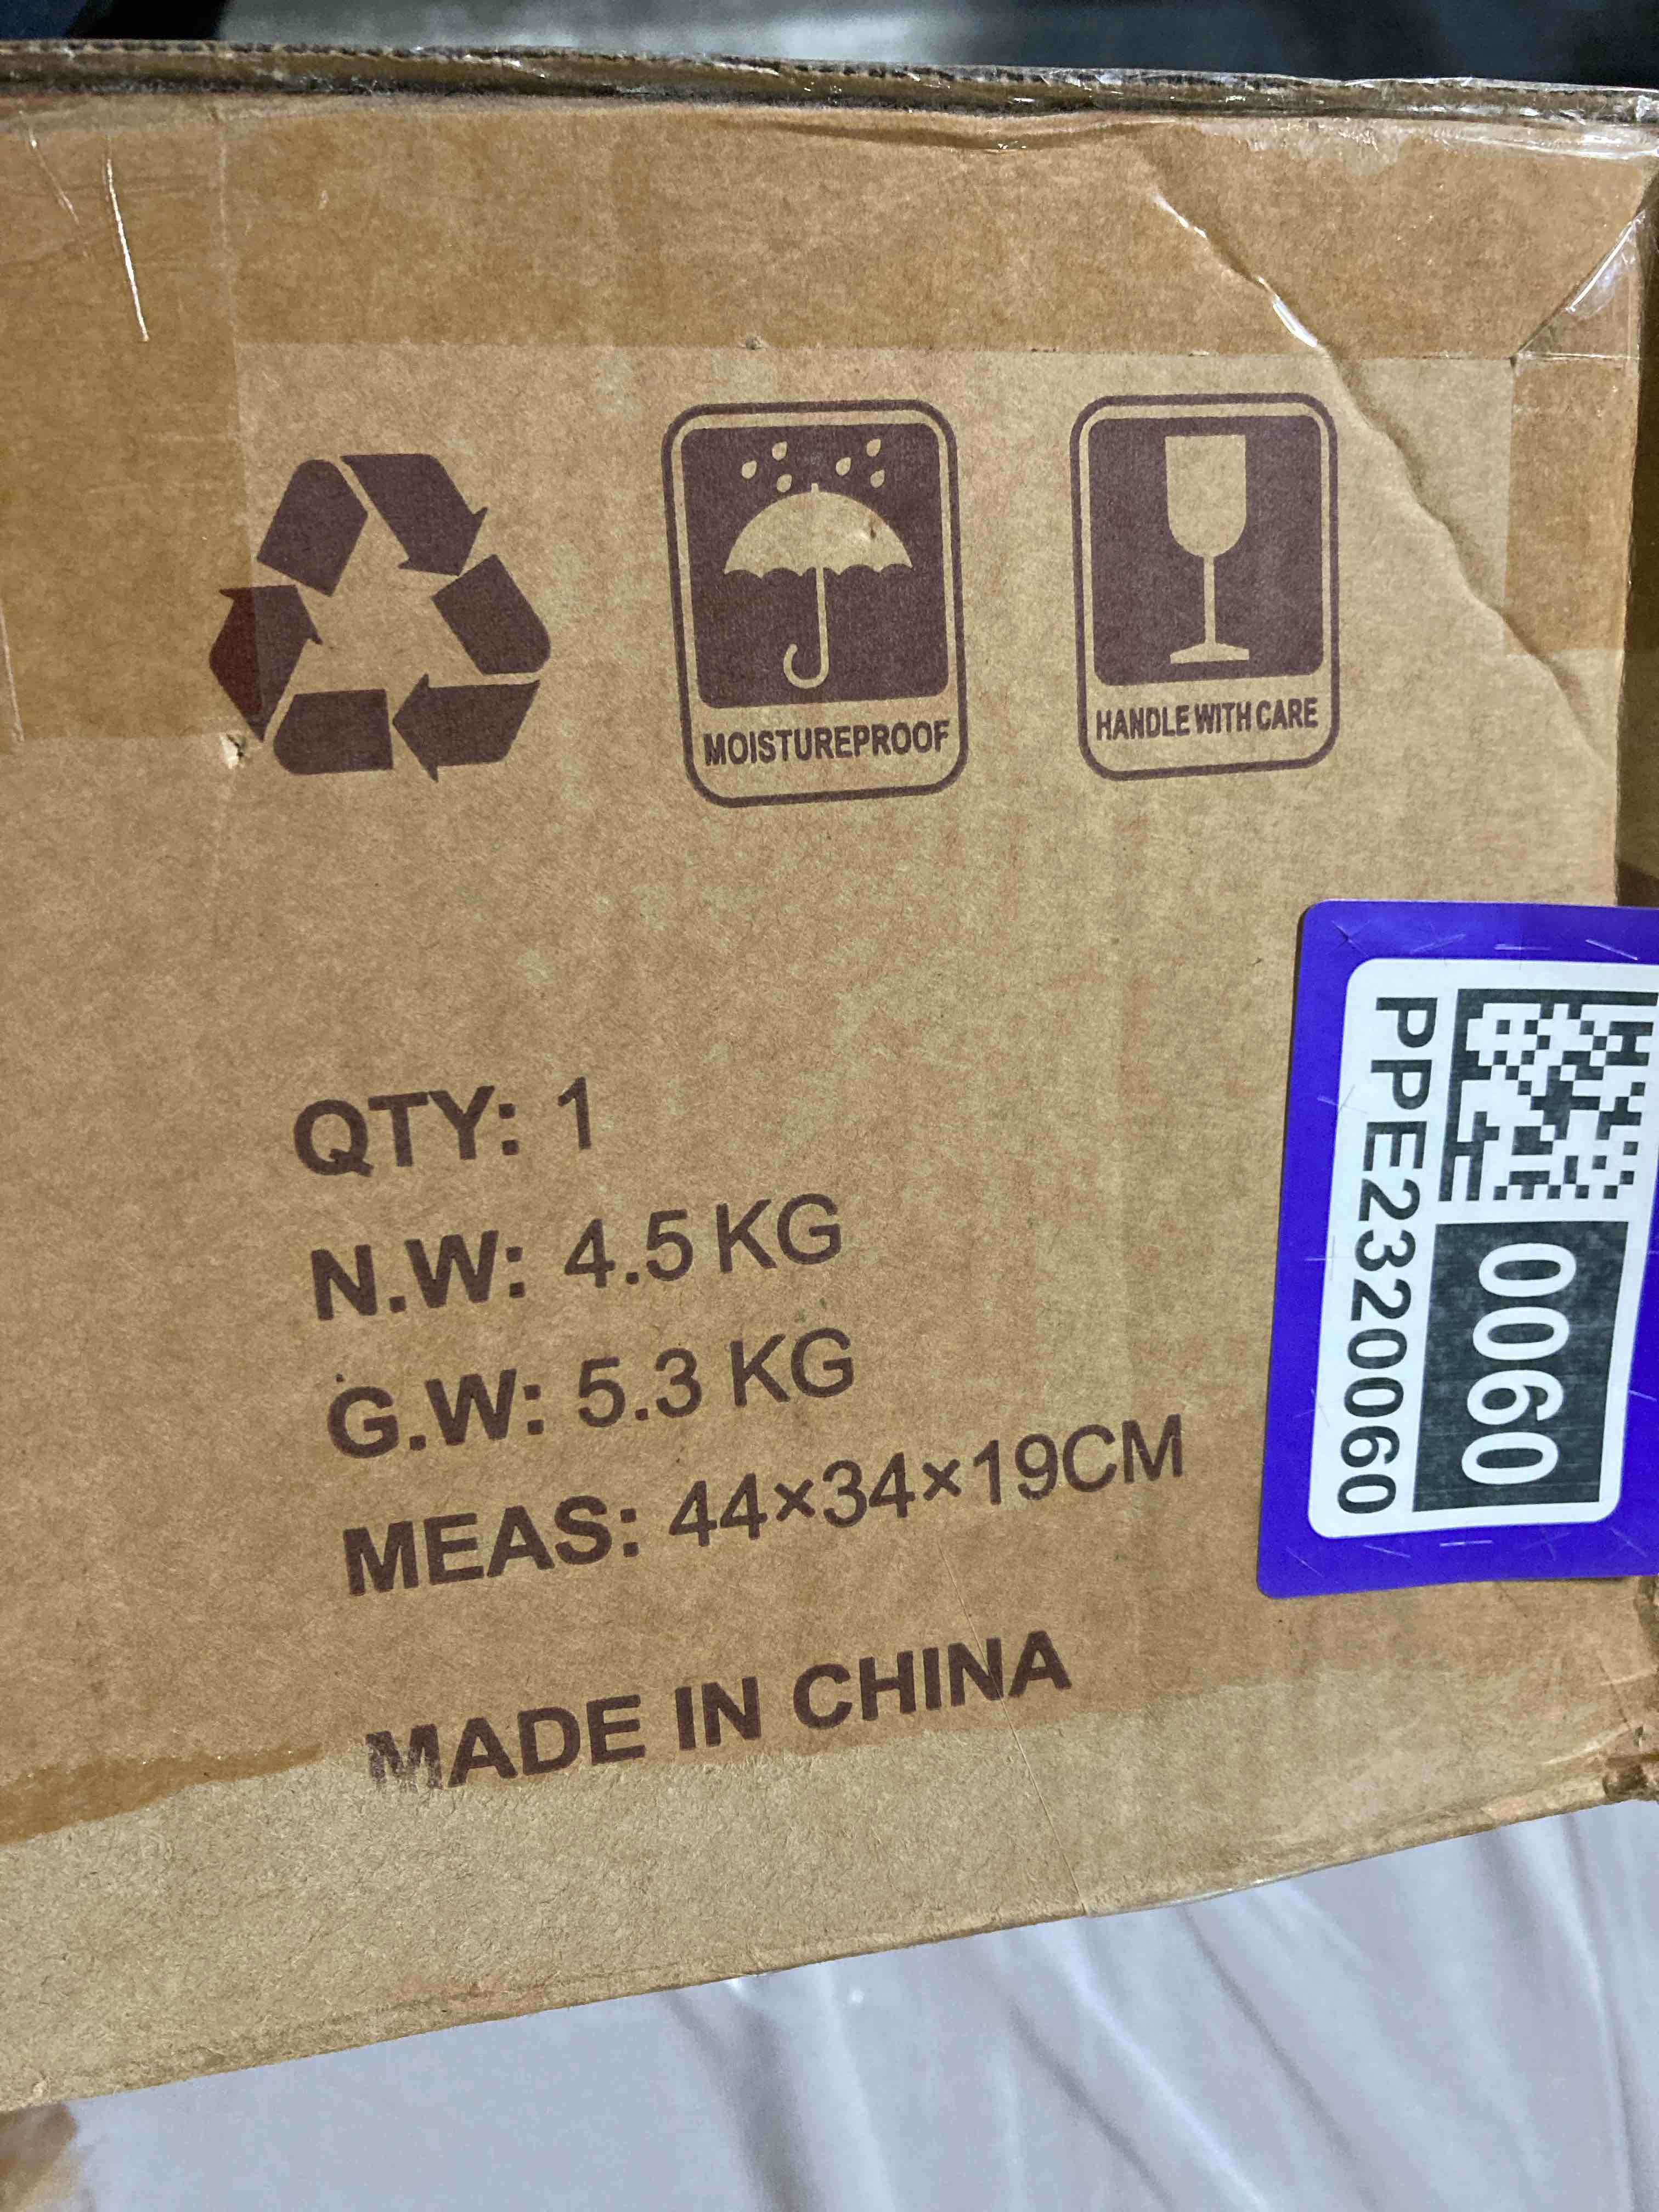 MOISTUREPROOF
HANDLE WITH CARE
QTY: 1
N.W: 4.5 KG
G.W: 5.3 KG
MEAS: 44×34×19CM
MADE IN CHINA
PPE2320060
0060